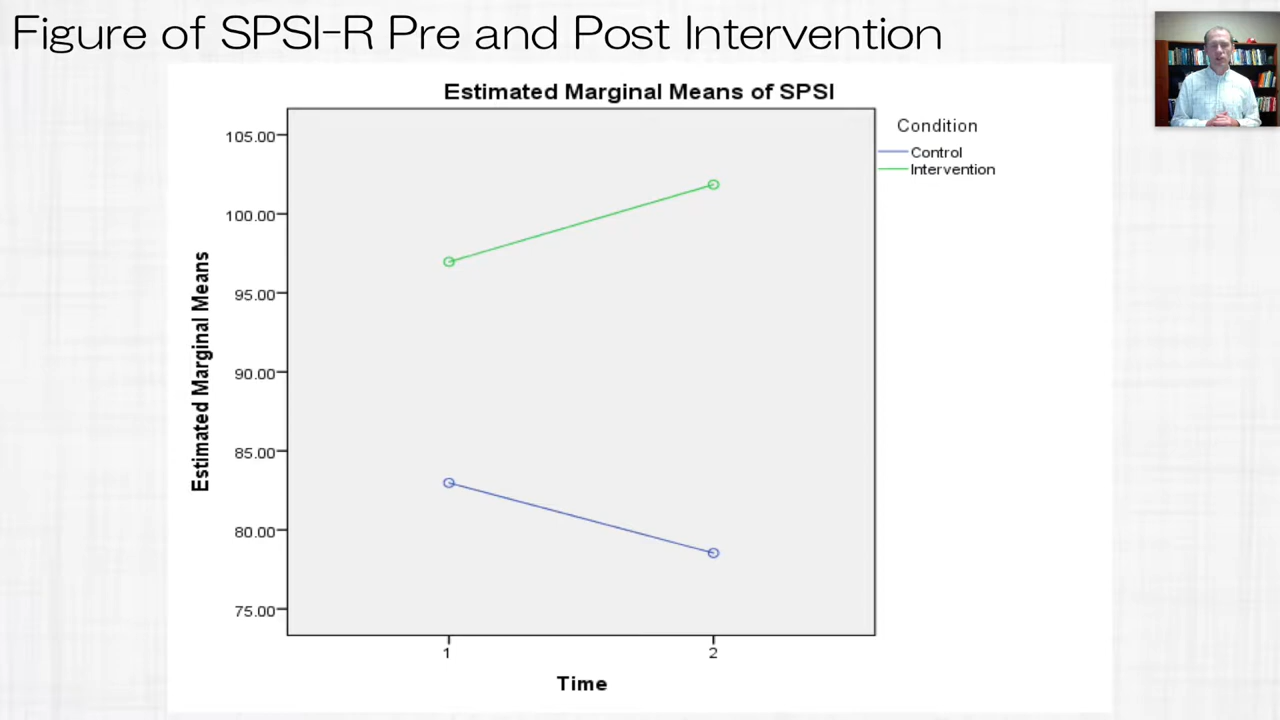 Figure of SPSI-R Pre and Post Intervention
Estimated Marginal Means of SPSI
Condition
Control
Intervention
Estimated Marginal Means
105.00
100.00
95.00
90.00
85.00
80.00
75.00
1
2
Time